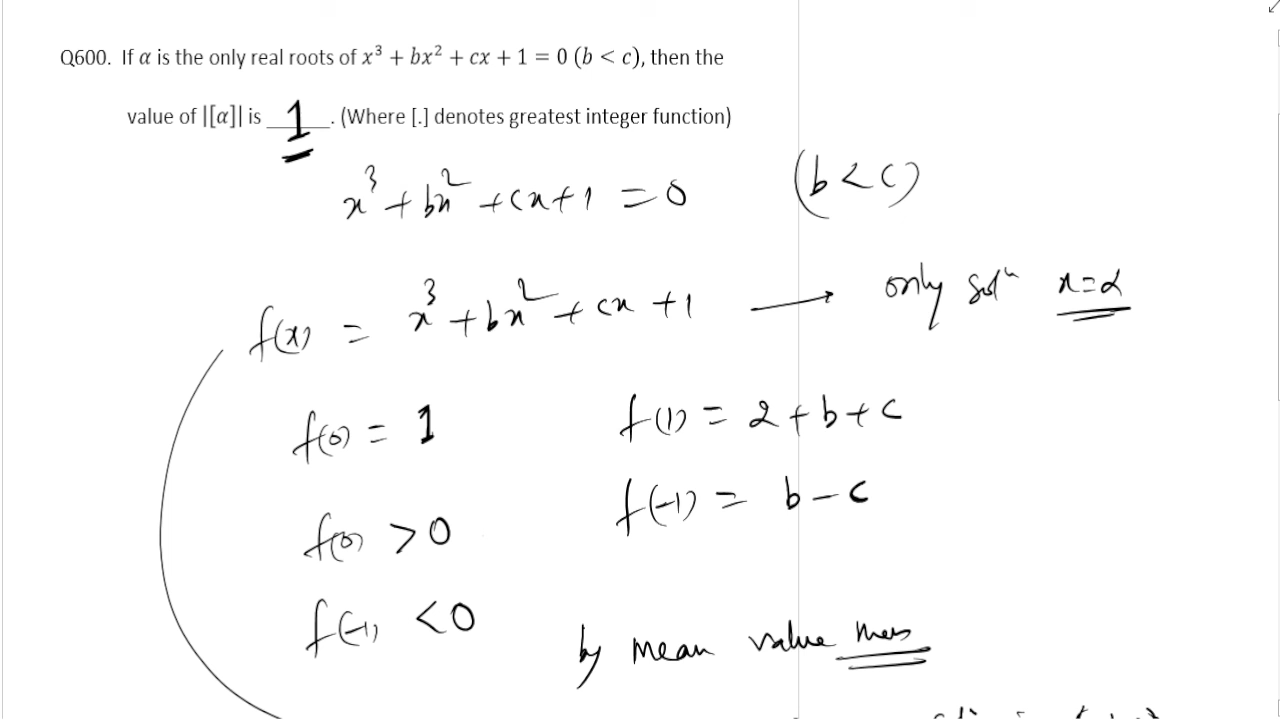 Q600. If α is the only real roots of x³ + bx² + cx + 1 = 0 (b < c), then the
value of |[α]| is __1__. (Where [.] denotes greatest integer function)
x³ + bx² + cx + 1 = 0 (b < c)
f(x) = x³ + bx² + cx + 1 → only solⁿ x = α
f(0) = 1 f(1) = 2 + b + c
f(-1) = b - c
f(0) > 0
f(-1) < 0
by mean value